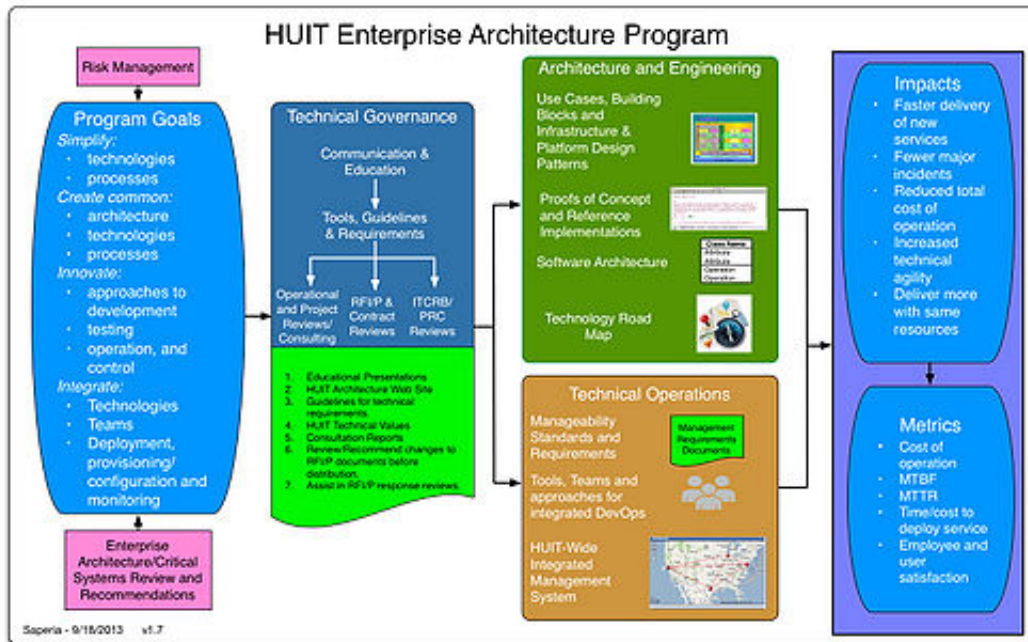 HUIT Enterprise Architecture Program
Risk Management
Program Goals
Simplify:
• technologies
• processes
Create common:
• architecture
• technologies
• processes
Innovate:
• approaches to
development
• testing
• operation, and
control
Integrate:
• Technologies
• Teams
• Deployment,
provisioning/
configuration and
monitoring
Enterprise
Architecture/Critical
Systems Review and
Recommendations
Technical Governance
Communication &
Education
Tools, Guidelines
& Requirements
Operational
and Project
Reviews/
Consulting
RFI/P &
Contract
Reviews
ITCRB/
PRC
Reviews
1. Educational Presentations
2. HUIT Architecture Web Site
3. Guidelines for technical
requirements.
4. HUIT Technical Values
5. Consultation Reports
6. Review/Recommend changes to
RFI/P documents before
distribution.
7. Assist in RFI/P response reviews.
Architecture and Engineering
Use Cases, Building
Blocks and
Infrastructure &
Platform Design
Patterns
Proofs of Concept
and Reference
Implementations
Software Architecture
Class Name
Attribute
Attribute
Operation
Operation
Technology Road
Map
Technical Operations
Manageability
Standards and
Requirements
Management
Requirements
Documents
Tools, Teams and
approaches for
integrated DevOps
HUIT-Wide
Integrated
Management
System
Impacts
• Faster delivery
of new
services
• Fewer major
incidents
• Reduced total
cost of
operation
• Increased
technical
agility
• Deliver more
with same
resources
Metrics
• Cost of
operation
• MTBF
• MTTR
• Time/cost to
deploy service
• Employee and
user
satisfaction
Saperia - 9/18/2013 v1.7